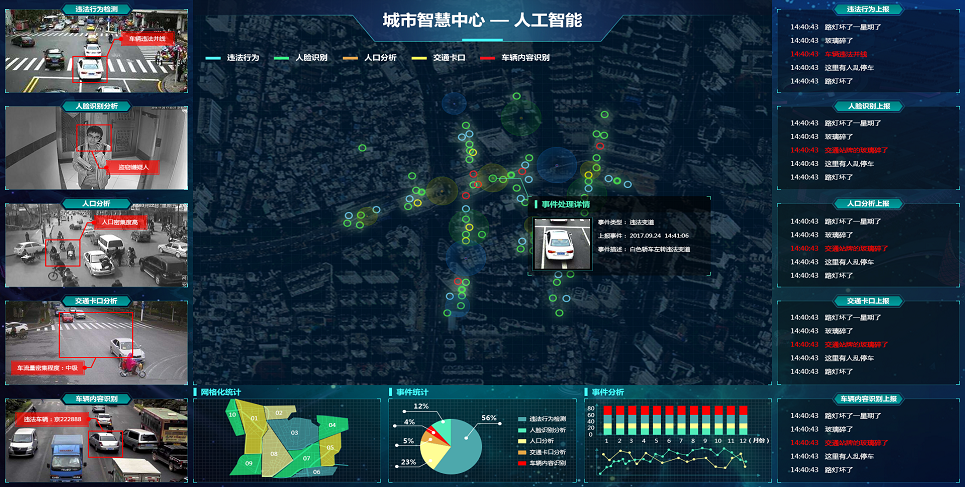 城市智慧中心 — 人工智能
违法行为
人脸识别
人口分析
交通卡口
车辆内容识别
违法行为检测
车辆违法并线
人脸识别分析
盗窃嫌疑人
人口分析
人口密集度高
交通卡口分析
车流量密集程度：中级
车辆内容识别
违法车辆：京222888
事件处理详情
事件类型： 违法变道
上报事件： 2017.09.24 14:41:06
事件描述： 白色轿车左转违法变道
网格化统计
10
01
02
03
04
05
08
09
07
06
事件统计
12%
4%
5%
23%
56%
违法行为检测
人脸识别分析
人口分析
交通卡口分析
车辆内容识别
事件分析
80
60
40
20
0
1 2 3 4 5 6 7 8 9 10 11 12 ( 月份 )
违法行为上报
14:40:43 路灯坏了一星期了
14:40:43 玻璃碎了
14:40:43 车辆违法并线
14:40:43 这里有人乱停车
14:40:43 路灯坏了
人脸识别上报
14:40:43 路灯坏了一星期了
14:40:43 玻璃碎了
14:40:43 交通站牌的玻璃碎了
14:40:43 这里有人乱停车
14:40:43 路灯坏了
人口分析上报
14:40:43 路灯坏了一星期了
14:40:43 玻璃碎了
14:40:43 交通站牌的玻璃碎了
14:40:43 这里有人乱停车
14:40:43 路灯坏了
交通卡口上报
14:40:43 路灯坏了一星期了
14:40:43 玻璃碎了
14:40:43 交通站牌的玻璃碎了
14:40:43 这里有人乱停车
14:40:43 路灯坏了
车辆内容识别上报
14:40:43 路灯坏了一星期了
14:40:43 玻璃碎了
14:40:43 交通站牌的玻璃碎了
14:40:43 这里有人乱停车
14:40:43 路灯坏了